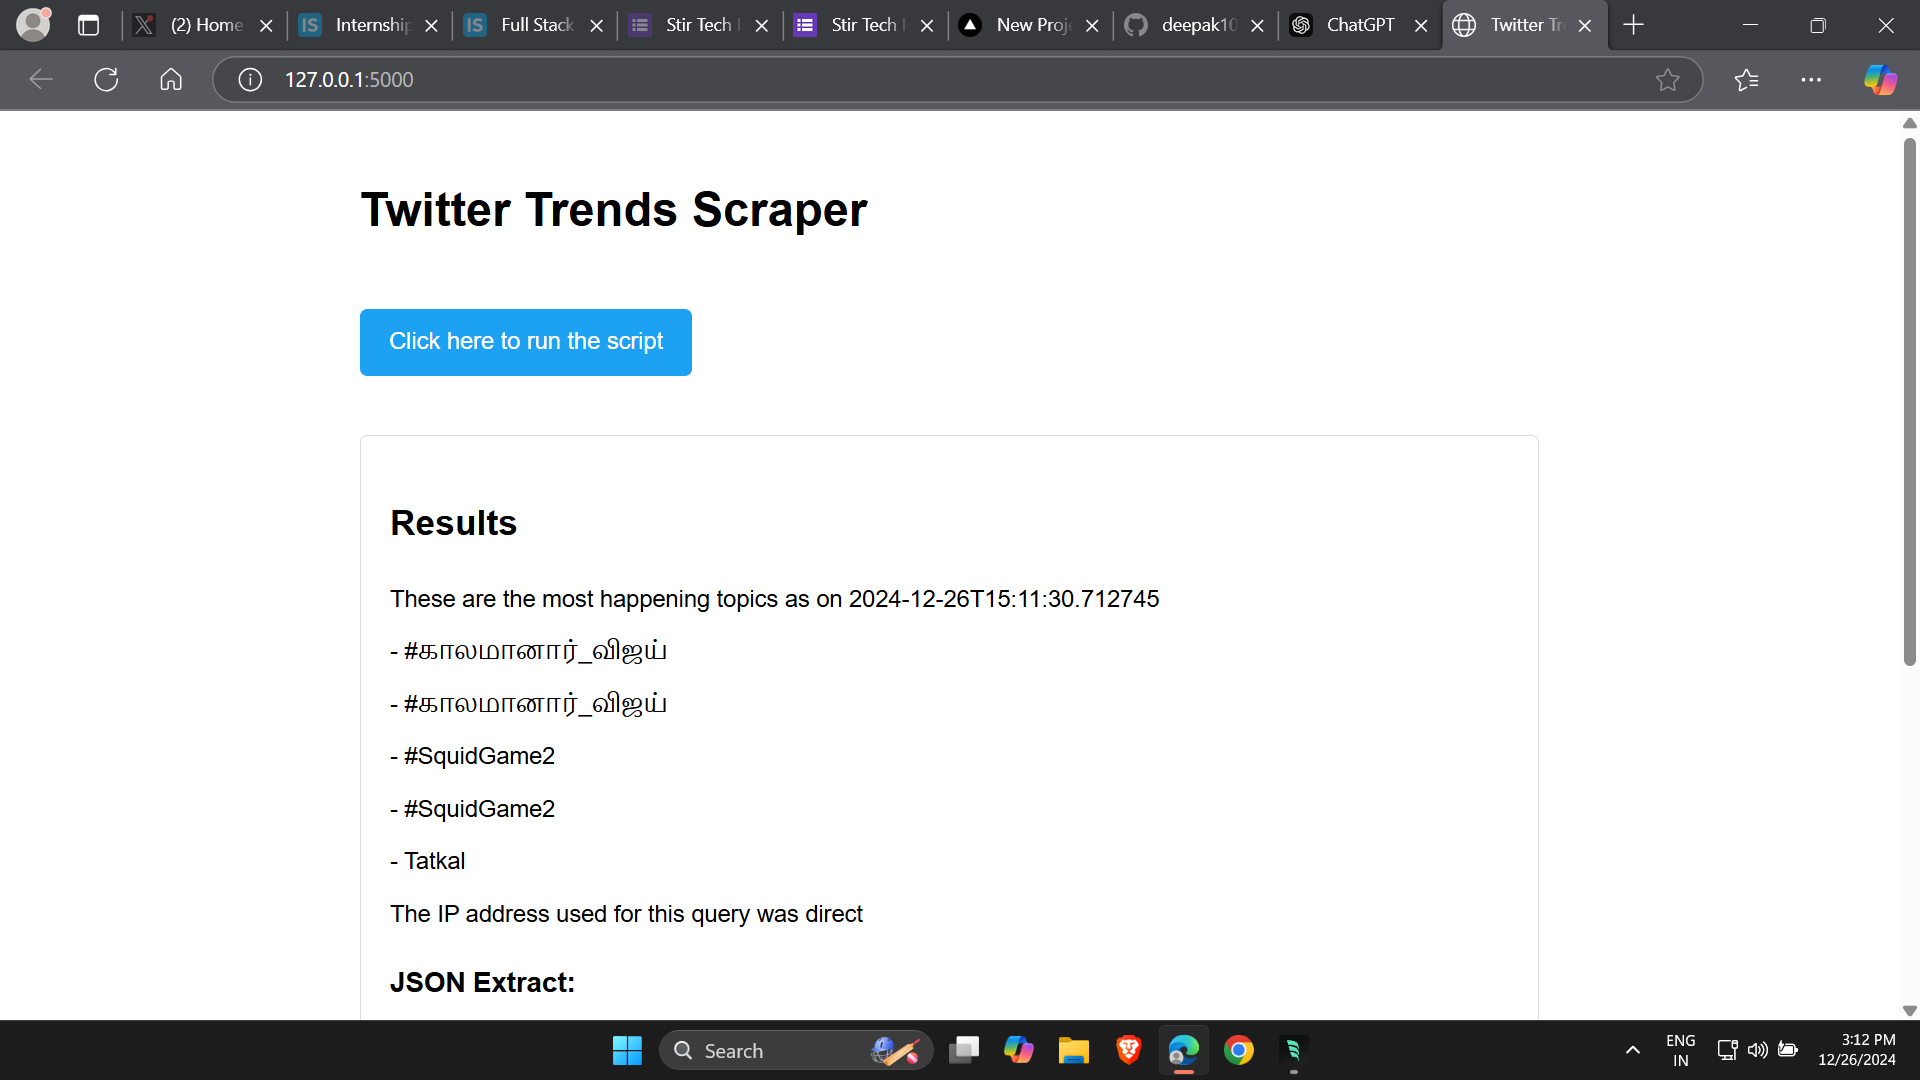 (2) Home
Internship
Full Stack
Stir Tech
Stir Tech
New Proj
deepak10
ChatGPT
Twitter Tr
127.0.0.1:5000
Twitter Trends Scraper
Click here to run the script
Results
These are the most happening topics as on 2024-12-26T15:11:30.712745
- #காலமானார்_விஜய்
- #காலமானார்_விஜய்
- #SquidGame2
- #SquidGame2
- Tatkal
The IP address used for this query was direct
JSON Extract:
Search
ENG
IN
3:12 PM
12/26/2024